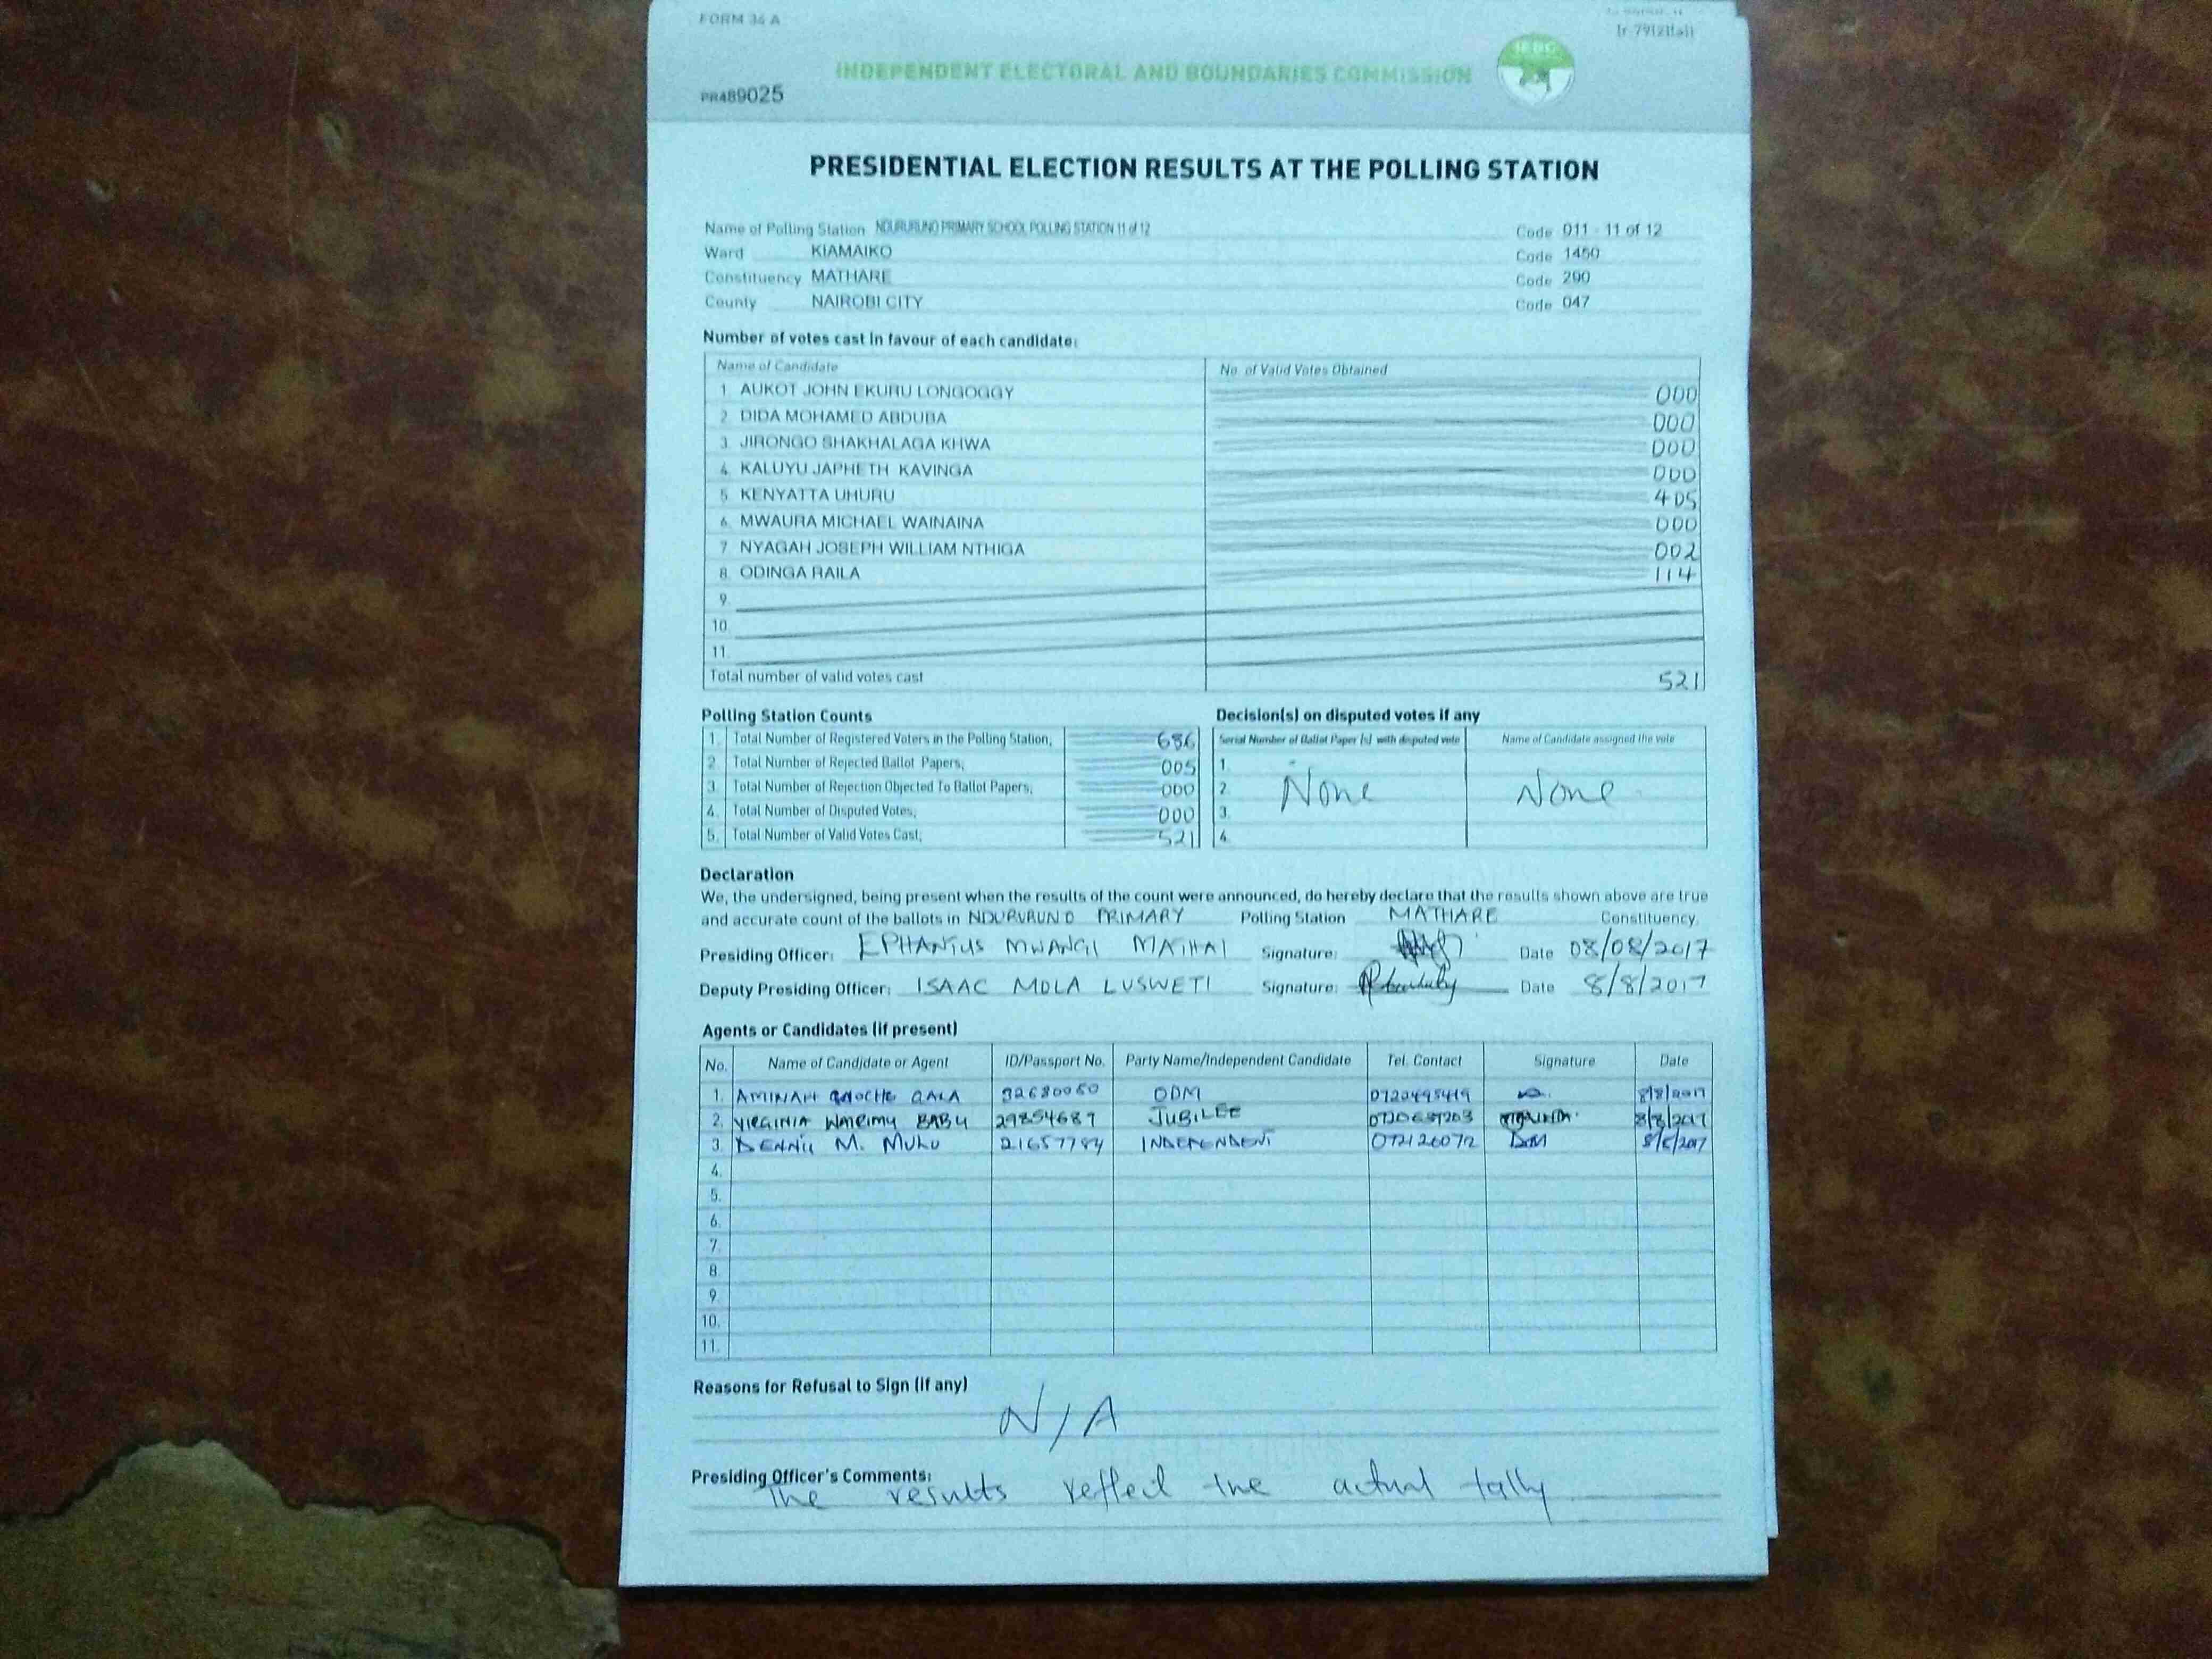 FORM 34 A
INDEPENDENT ELECTORAL AND BOUNDARIES COMMISSION
IEBC
PR489025
PRESIDENTIAL ELECTION RESULTS AT THE POLLING STATION
Name of Polling Station NDURURUNO PRIMARY SCHOOL POLLING STATION 11 of 12 Code 011 - 11 of 12
Ward KIAMAIKO Code 1450
Constituency MATHARE Code 290
County NAIROBI CITY Code 047
Number of votes cast in favour of each candidate:
Name of Candidate No. of Valid Votes Obtained
1 AUKOT JOHN EKURU LONGOGGY 000
2 DIDA MOHAMED ABDUBA 000
3 JIRONGO SHAKHALAGA KHWA 000
4 KALUYU JAPHETH KAVINGA 000
5 KENYATTA UHURU 405
6 MWAURA MICHAEL WAINAINA 000
7 NYAGAH JOSEPH WILLIAM NTHIGA 002
8. ODINGA RAILA 114
9.
10.
11.
Total number of valid votes cast 521
Polling Station Counts
1. Total Number of Registered Voters in the Polling Station,
2. Total Number of Rejected Ballot Papers; 005
3. Total Number of Rejection Objected To Ballot Papers; 000
4. Total Number of Disputed Votes; 000
5. Total Number of Valid Votes Cast; 521
Decision(s) on disputed votes if any
Serial Number of Ballot Paper (s) with disputed vote Name of Candidate assigned the vote
1.
2. None None
3.
4.
Declaration
We, the undersigned, being present when the results of the count were announced, do hereby declare that the results shown above are true
and accurate count of the ballots in NDURURUNO PRIMARY Polling Station MATHARE Constituency.
Presiding Officer: EPHANTUS MWANGI MAIHAI Signature: Date 08/08/2017
Deputy Presiding Officer: ISAAC MOLA LUSWETI Signature: Date 8/8/2017
Agents or Candidates (if present)
No. Name of Candidate or Agent ID/Passport No. Party Name/Independent Candidate Tel. Contact Signature Date
1. AMINAH GALA 32680050 ODM 0720495419 8/8/2017
2. VIRGINIA WAIRIMU BABU 29854687 JUBILEE 8/8/2017
3. DENNIS M. MULU 21657784 INDEPENDENT DM 8/8/2017
4.
5.
6.
7.
8.
9.
10.
11.
Reasons for Refusal to Sign (if any)
N/A
Presiding Officer's Comments:
The results reflect the actual tally